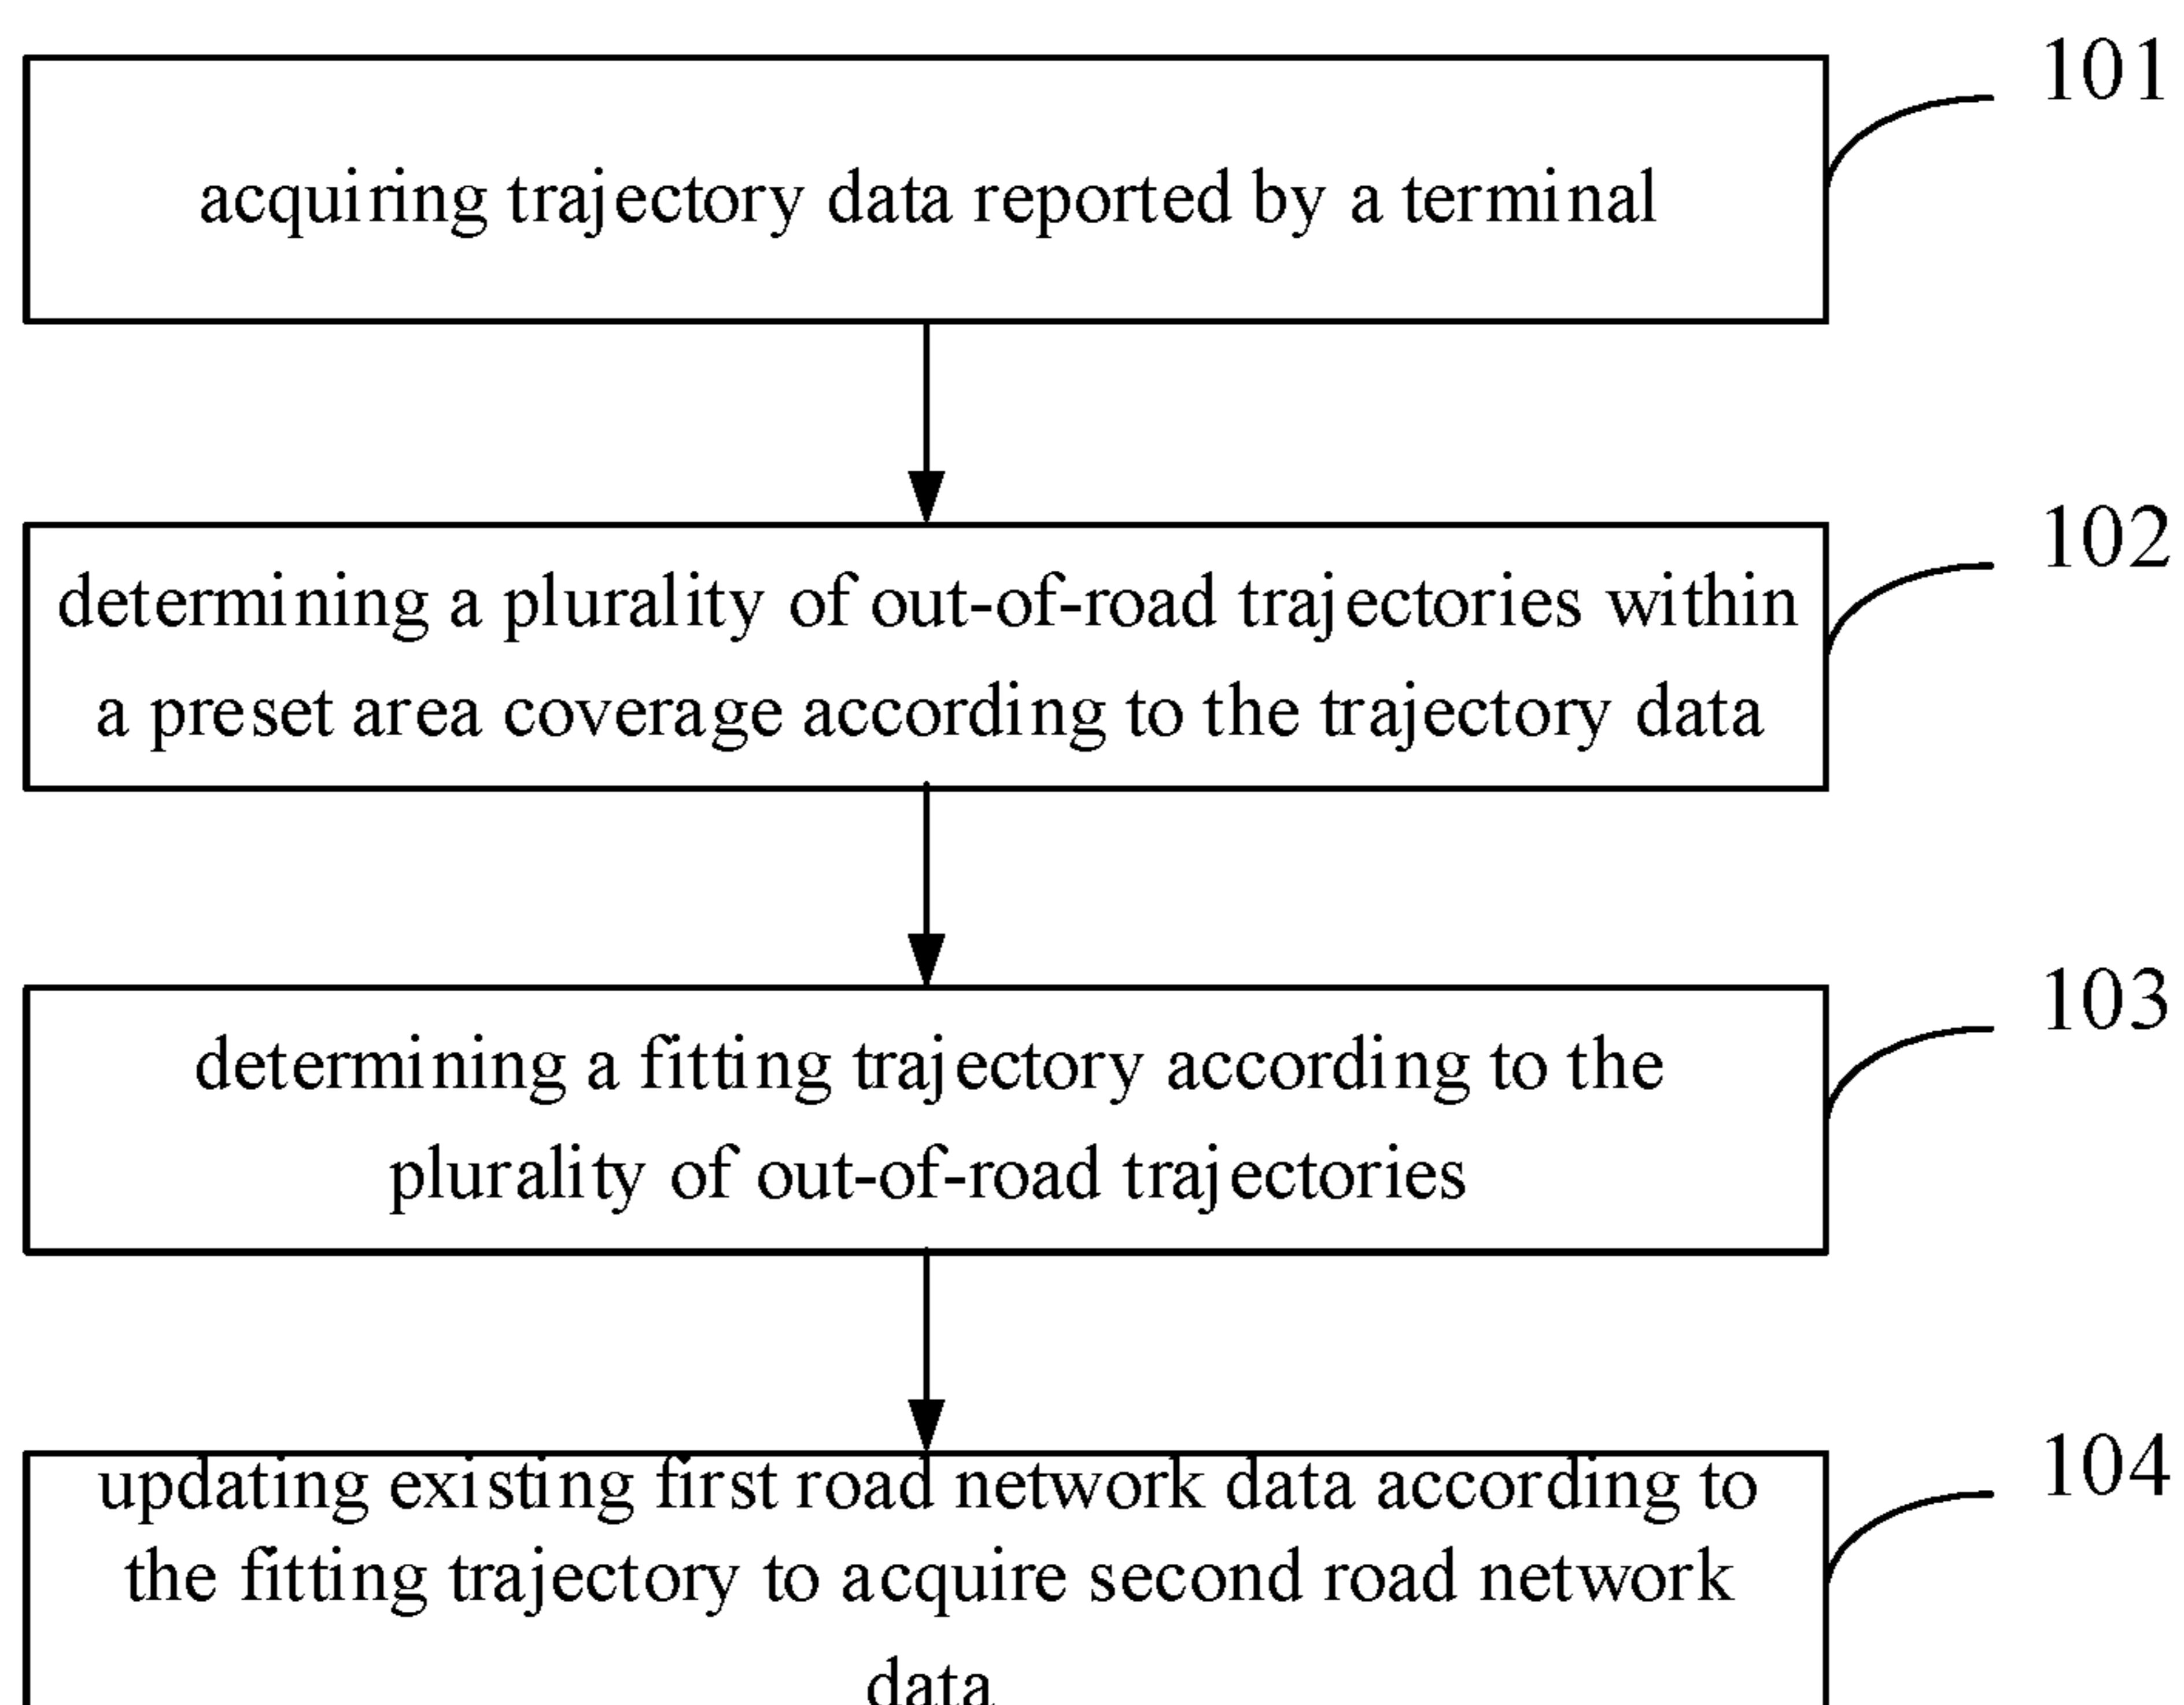 101
acquiring trajectory data reported by a terminal
102
determining a plurality of out-of-road trajectories within
a preset area coverage according to the trajectory data
103
determining a fitting trajectory according to the
plurality of out-of-road trajectories
104
updating existing first road network data according to
the fitting trajectory to acquire second road network
data